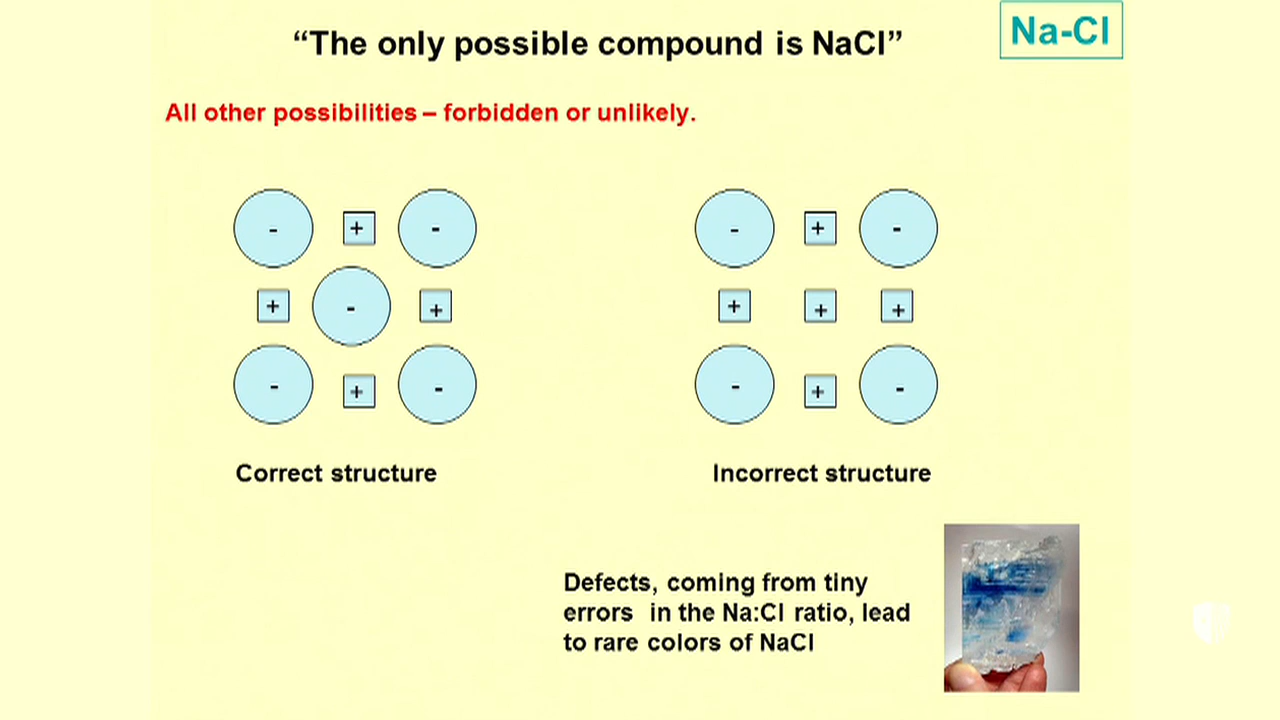 “The only possible compound is NaCl”
Na-Cl
All other possibilities – forbidden or unlikely.
- + -
+ - +
- + -
- + -
+ + +
- + -
Correct structure
Incorrect structure
Defects, coming from tiny
errors in the Na:Cl ratio, lead
to rare colors of NaCl